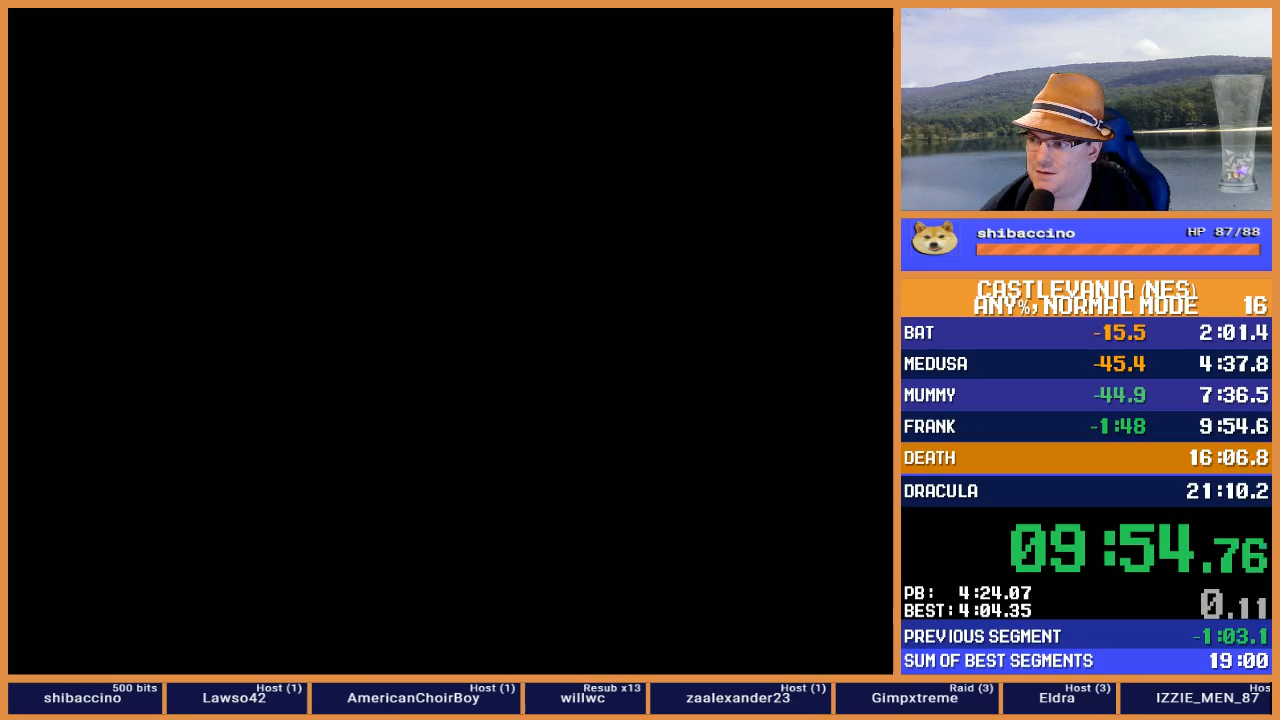 shibaccino HP 87/88
CASTLEVANIA (NES)
ANY%, NORMAL MODE 16
BAT -15.5 2:01.4
MEDUSA -45.4 4:37.8
MUMMY -44.9 7:36.5
FRANK -1:48 9:54.6
DEATH 16:06.8
DRACULA 21:10.2
09:54.76
PB: 4:24.07
BEST: 4:04.35 0.11
PREVIOUS SEGMENT -1:03.1
SUM OF BEST SEGMENTS 19:00
500 bits Host (1) Host (1) Resub x13 Host (1) Raid (3) Host (3) Hos
shibaccino Lawso42 AmericanChoirBoy willwc zaalexander23 Gimpxtreme Eldra IZZIE_MEN_87